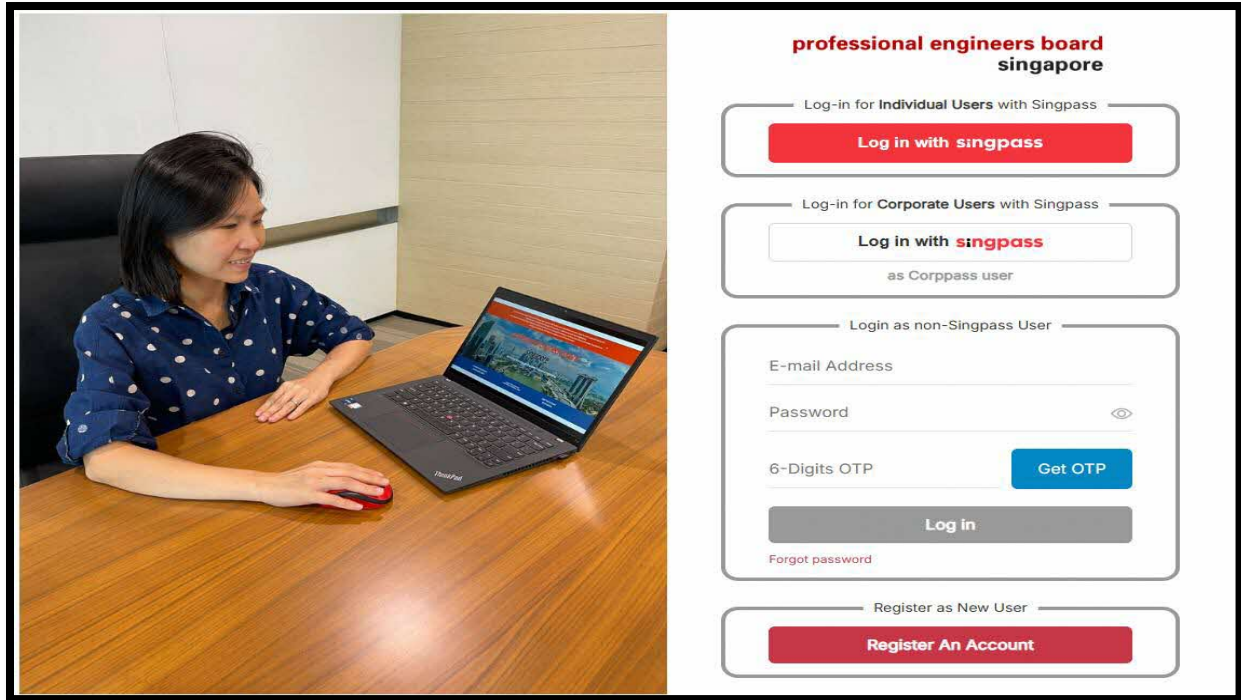 professional engineers board
singapore
Log-in for Individual Users with Singpass
Log in with singpass
Log-in for Corporate Users with Singpass
Log in with singpass
as Corppass user
Login as non-Singpass User
E-mail Address
Password
6-Digits OTP
Get OTP
Log in
Forgot password
Register as New User
Register An Account
ThinkPad